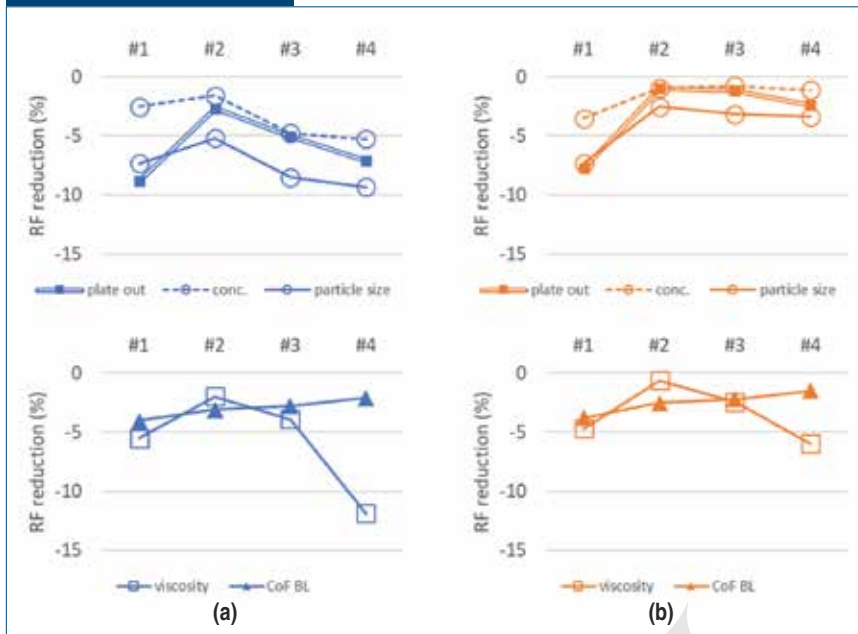 #1 #2 #3 #4
0
-5
-10
-15
RF reduction (%)
plate out conc. particle size
#1 #2 #3 #4
0
-5
-10
-15
RF reduction (%)
plate out conc. particle size
#1 #2 #3 #4
0
-5
-10
-15
RF reduction (%)
viscosity CoF BL
(a)
#1 #2 #3 #4
0
-5
-10
-15
RF reduction (%)
viscosity CoF BL
(b)